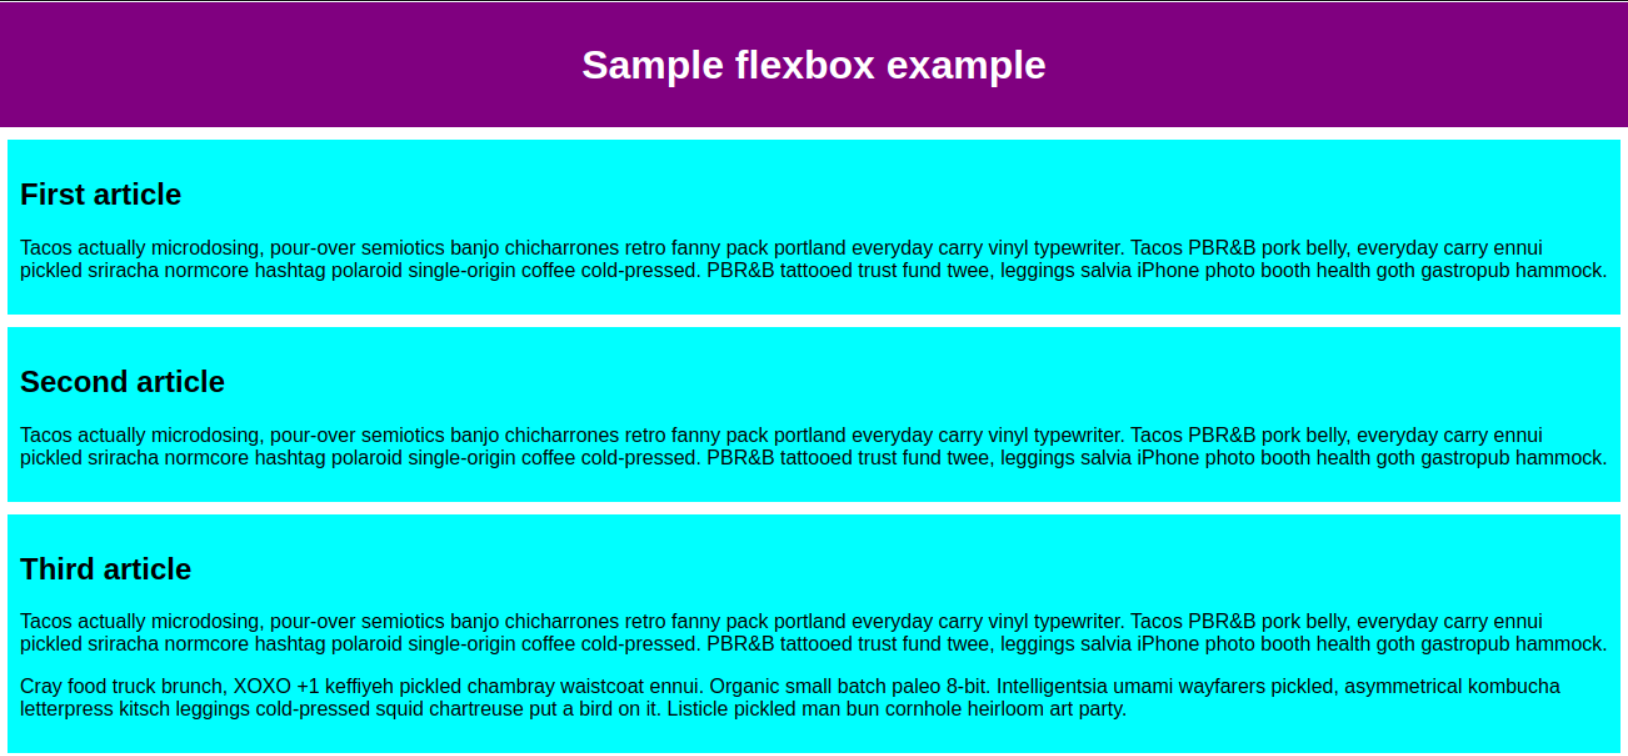 Sample flexbox example
First article
Tacos actually microdosing, pour-over semiotics banjo chicharrones retro fanny pack portland everyday carry vinyl typewriter. Tacos PBR&B pork belly, everyday carry ennui
pickled sriracha normcore hashtag polaroid single-origin coffee cold-pressed. PBR&B tattooed trust fund twee, leggings salvia iPhone photo booth health goth gastropub hammock.
Second article
Tacos actually microdosing, pour-over semiotics banjo chicharrones retro fanny pack portland everyday carry vinyl typewriter. Tacos PBR&B pork belly, everyday carry ennui
pickled sriracha normcore hashtag polaroid single-origin coffee cold-pressed. PBR&B tattooed trust fund twee, leggings salvia iPhone photo booth health goth gastropub hammock.
Third article
Tacos actually microdosing, pour-over semiotics banjo chicharrones retro fanny pack portland everyday carry vinyl typewriter. Tacos PBR&B pork belly, everyday carry ennui
pickled sriracha normcore hashtag polaroid single-origin coffee cold-pressed. PBR&B tattooed trust fund twee, leggings salvia iPhone photo booth health goth gastropub hammock.
Cray food truck brunch, XOXO +1 keffiyeh pickled chambray waistcoat ennui. Organic small batch paleo 8-bit. Intelligentsia umami wayfarers pickled, asymmetrical kombucha
letterpress kitsch leggings cold-pressed squid chartreuse put a bird on it. Listicle pickled man bun cornhole heirloom art party.